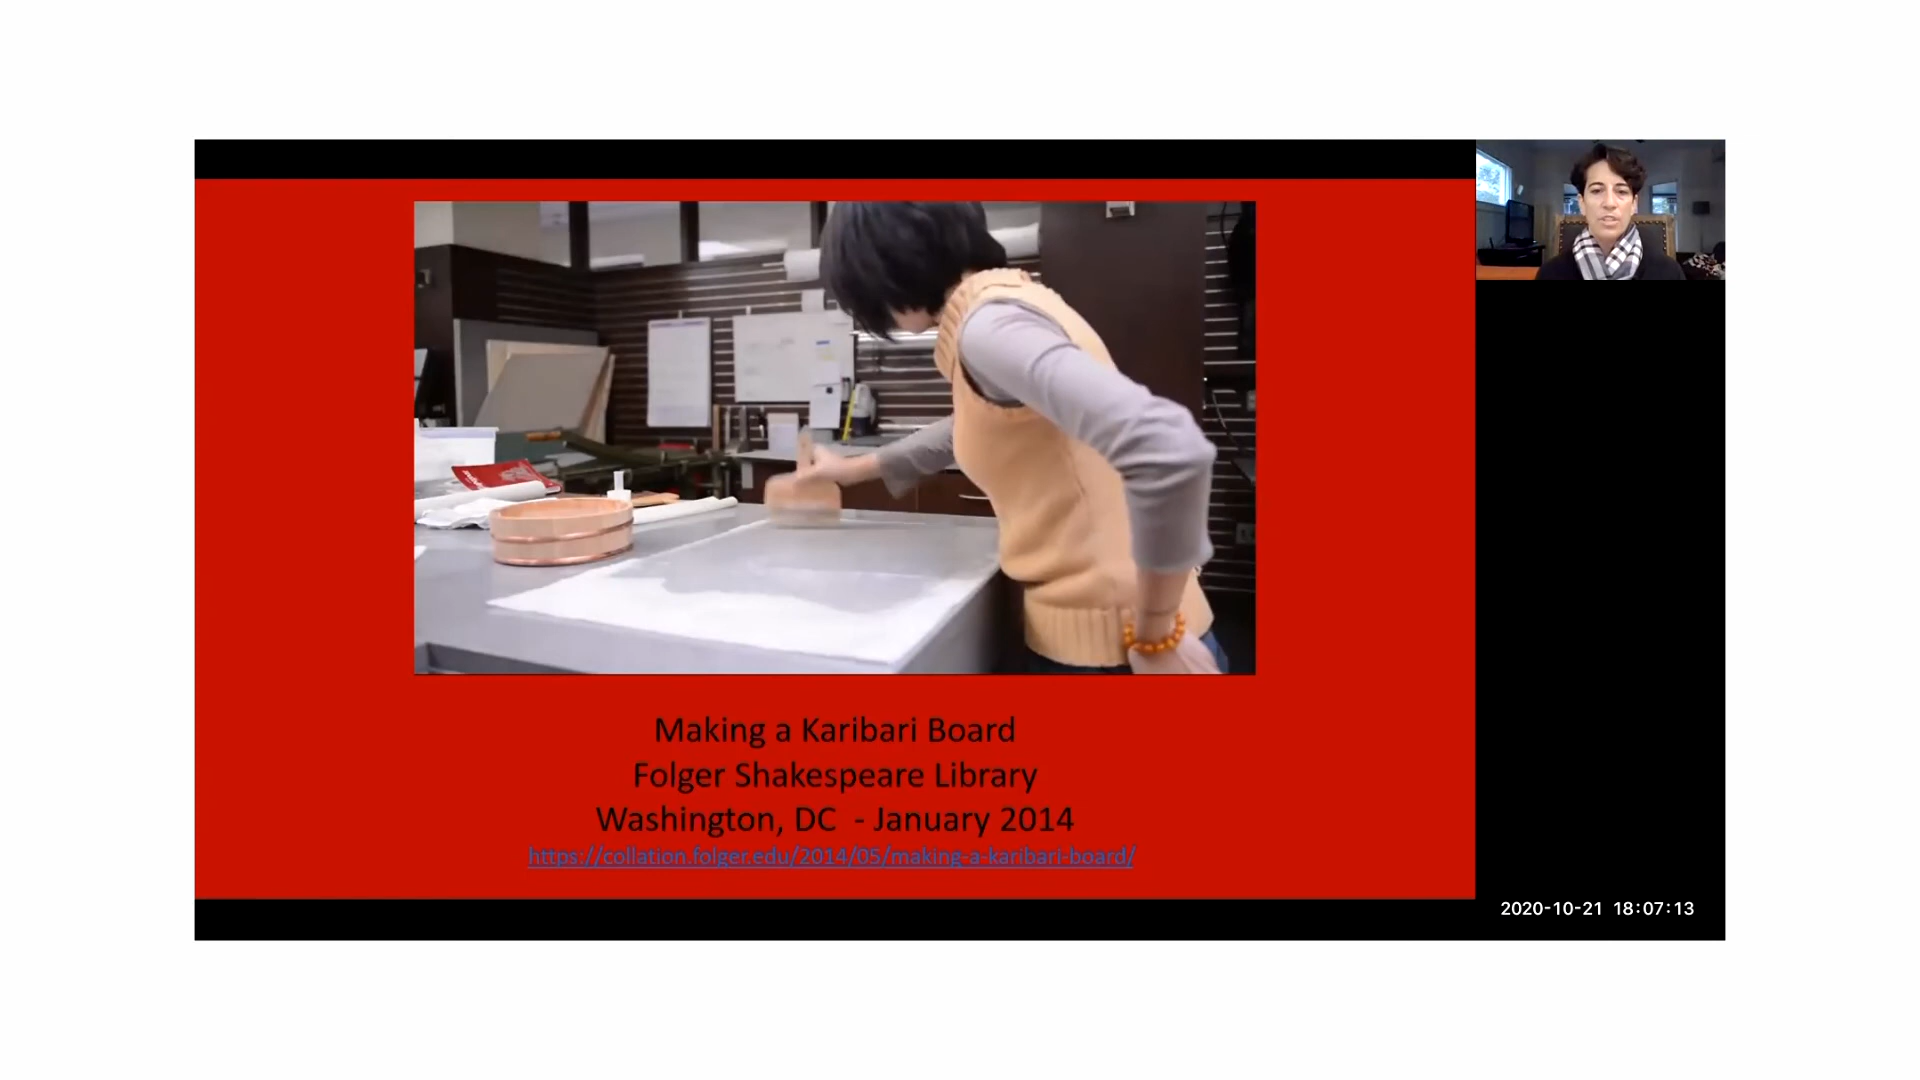 Making a Karibari Board
Folger Shakespeare Library
Washington, DC  - January 2014
https://collation.folger.edu/2014/05/making-a-karibari-board/
2020-10-21 18:07:13